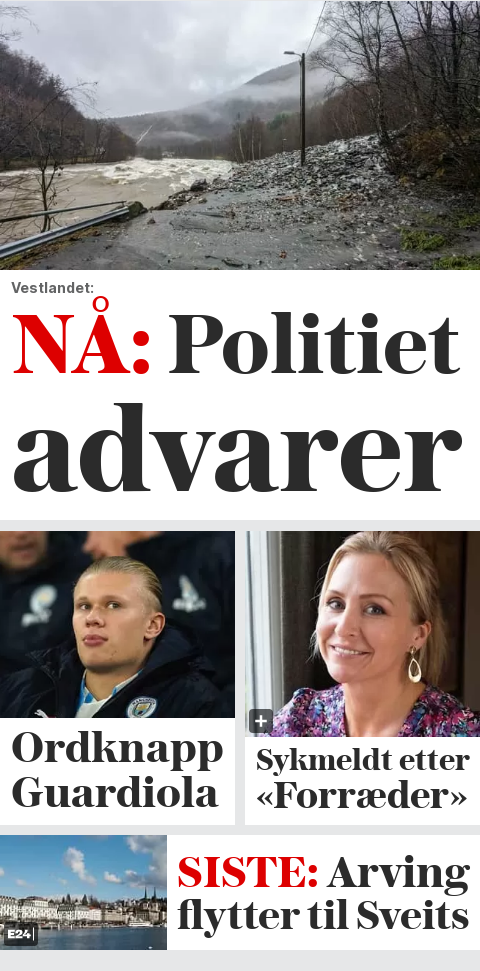 Vestlandet:
NÅ: Politiet
advarer
Ordknapp
Guardiola
Sykmeldt etter
«Forræder»
SISTE: Arving
flytter til Sveits
E24